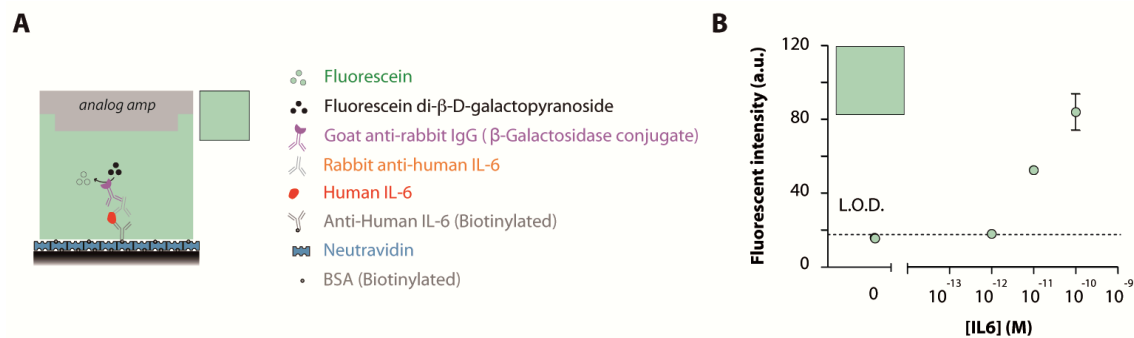 A
analog amp
Fluorescein
Fluorescein di-β-D-galactopyranoside
Goat anti-rabbit IgG ( β-Galactosidase conjugate)
Rabbit anti-human IL-6
Human IL-6
Anti-Human IL-6 (Biotinylated)
Neutravidin
BSA (Biotinylated)
B
Fluorescent intensity (a.u.)
120
80
40
0
L.O.D.
0
10⁻¹³
10⁻¹²
10⁻¹¹
10⁻¹⁰
10⁻⁹
[IL6] (M)